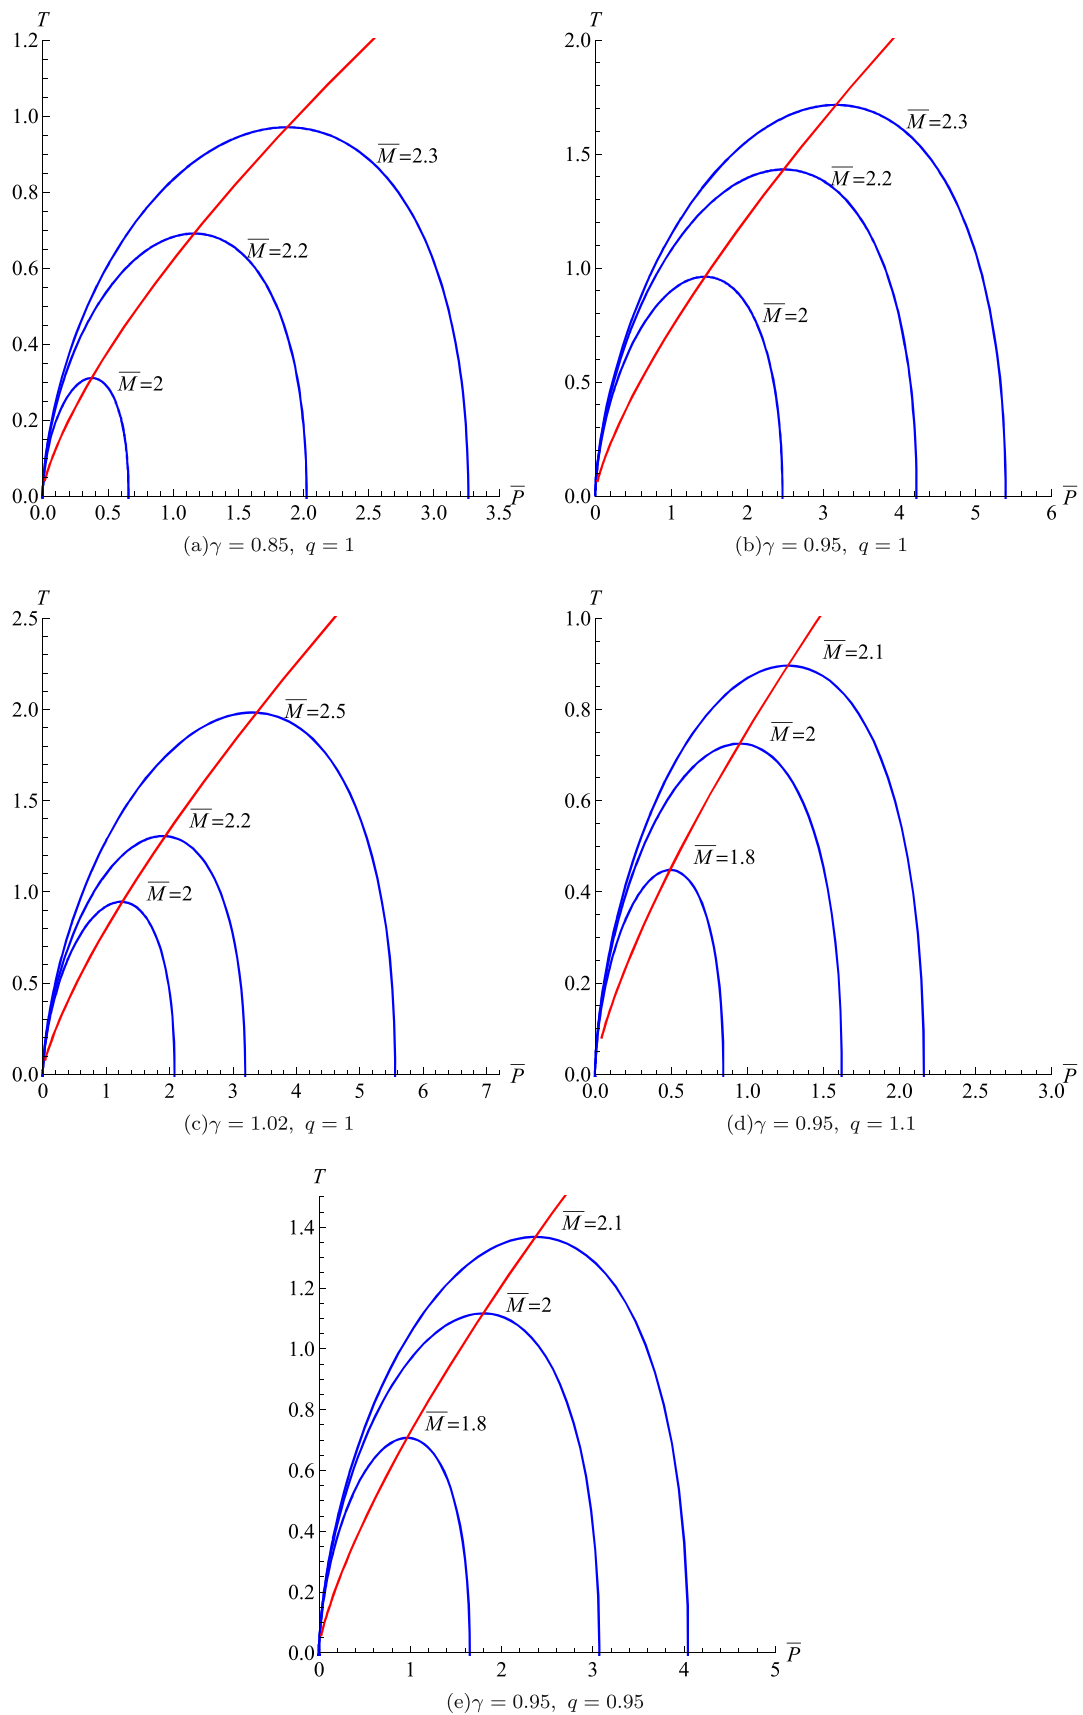 T
1.2
1.0
0.8
0.6
0.4
0.2
0.0
M̅=2.3
M̅=2.2
M̅=2
0.0 0.5 1.0 1.5 2.0 2.5 3.0 3.5
P̅
(a)γ = 0.85, q = 1
T
2.0
1.5
1.0
0.5
0.0
M̅=2.3
M̅=2.2
M̅=2
0 1 2 3 4 5 6
P̅
(b)γ = 0.95, q = 1
T
2.5
2.0
1.5
1.0
0.5
0.0
M̅=2.5
M̅=2.2
M̅=2
0 1 2 3 4 5 6 7
P̅
(c)γ = 1.02, q = 1
T
1.0
0.8
0.6
0.4
0.2
0.0
M̅=2.1
M̅=2
M̅=1.8
0.0 0.5 1.0 1.5 2.0 2.5 3.0
P̅
(d)γ = 0.95, q = 1.1
T
1.4
1.2
1.0
0.8
0.6
0.4
0.2
0.0
M̅=2.1
M̅=2
M̅=1.8
0 1 2 3 4 5
P̅
(e)γ = 0.95, q = 0.95